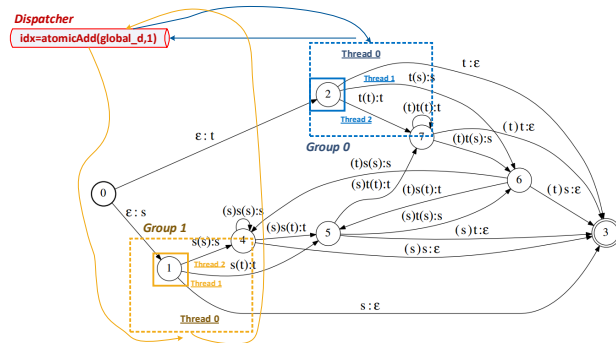 Dispatcher
idx=atomicAdd(global_d,1)
Thread 0
t:ε
Thread 1
t(s):s
2
t(t):t
Thread 2
(t)t(t):t
7
(t)t:ε
(t)t(s):s
Group 0
ε:t
(t)s(s):s
(s)t(t):t
(t)s(t):t
6
(t)s:ε
0
ε:s
Group 1
(s)s(s):s
s(s):s
4
(s)s(t):t
5
(s)t(s):s
(s)t:ε
(s)s:ε
3
1
Thread 2
s(t):t
Thread 1
s:ε
Thread 0